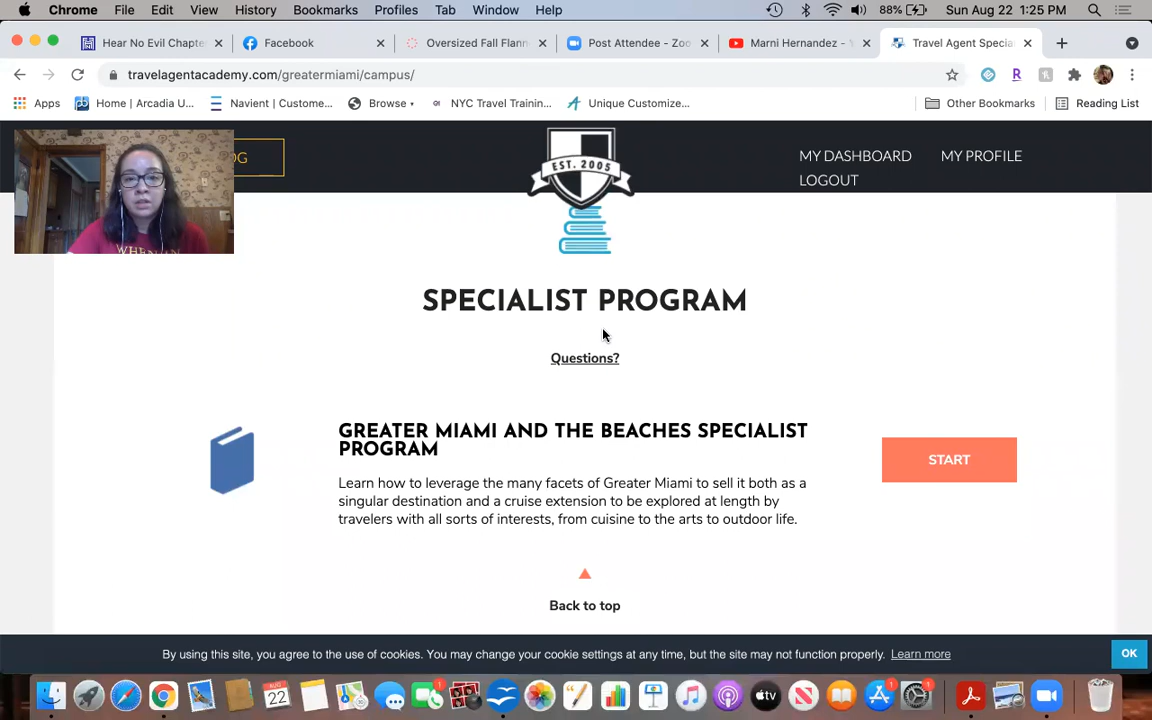 Chrome File Edit View History Bookmarks Profiles Tab Window Help 88% Sun Aug 22 1:25 PM
Hear No Evil Chapte Facebook Oversized Fall Flann Post Attendee - Zoo Marni Hernandez - Travel Agent Specia
travelagentacademy.com/greatermiami/campus/
Apps Home | Arcadia U... Navient | Custome... Browse NYC Travel Trainin... Unique Customize... Other Bookmarks Reading List
OG
EST. 2005
MY DASHBOARD MY PROFILE
LOGOUT
WHEN IN
SPECIALIST PROGRAM
Questions?
GREATER MIAMI AND THE BEACHES SPECIALIST
PROGRAM
START
Learn how to leverage the many facets of Greater Miami to sell it both as a
singular destination and a cruise extension to be explored at length by
travelers with all sorts of interests, from cuisine to the arts to outdoor life.
Back to top
By using this site, you agree to the use of cookies. You may change your cookie settings at any time, but the site may not function properly. Learn more OK